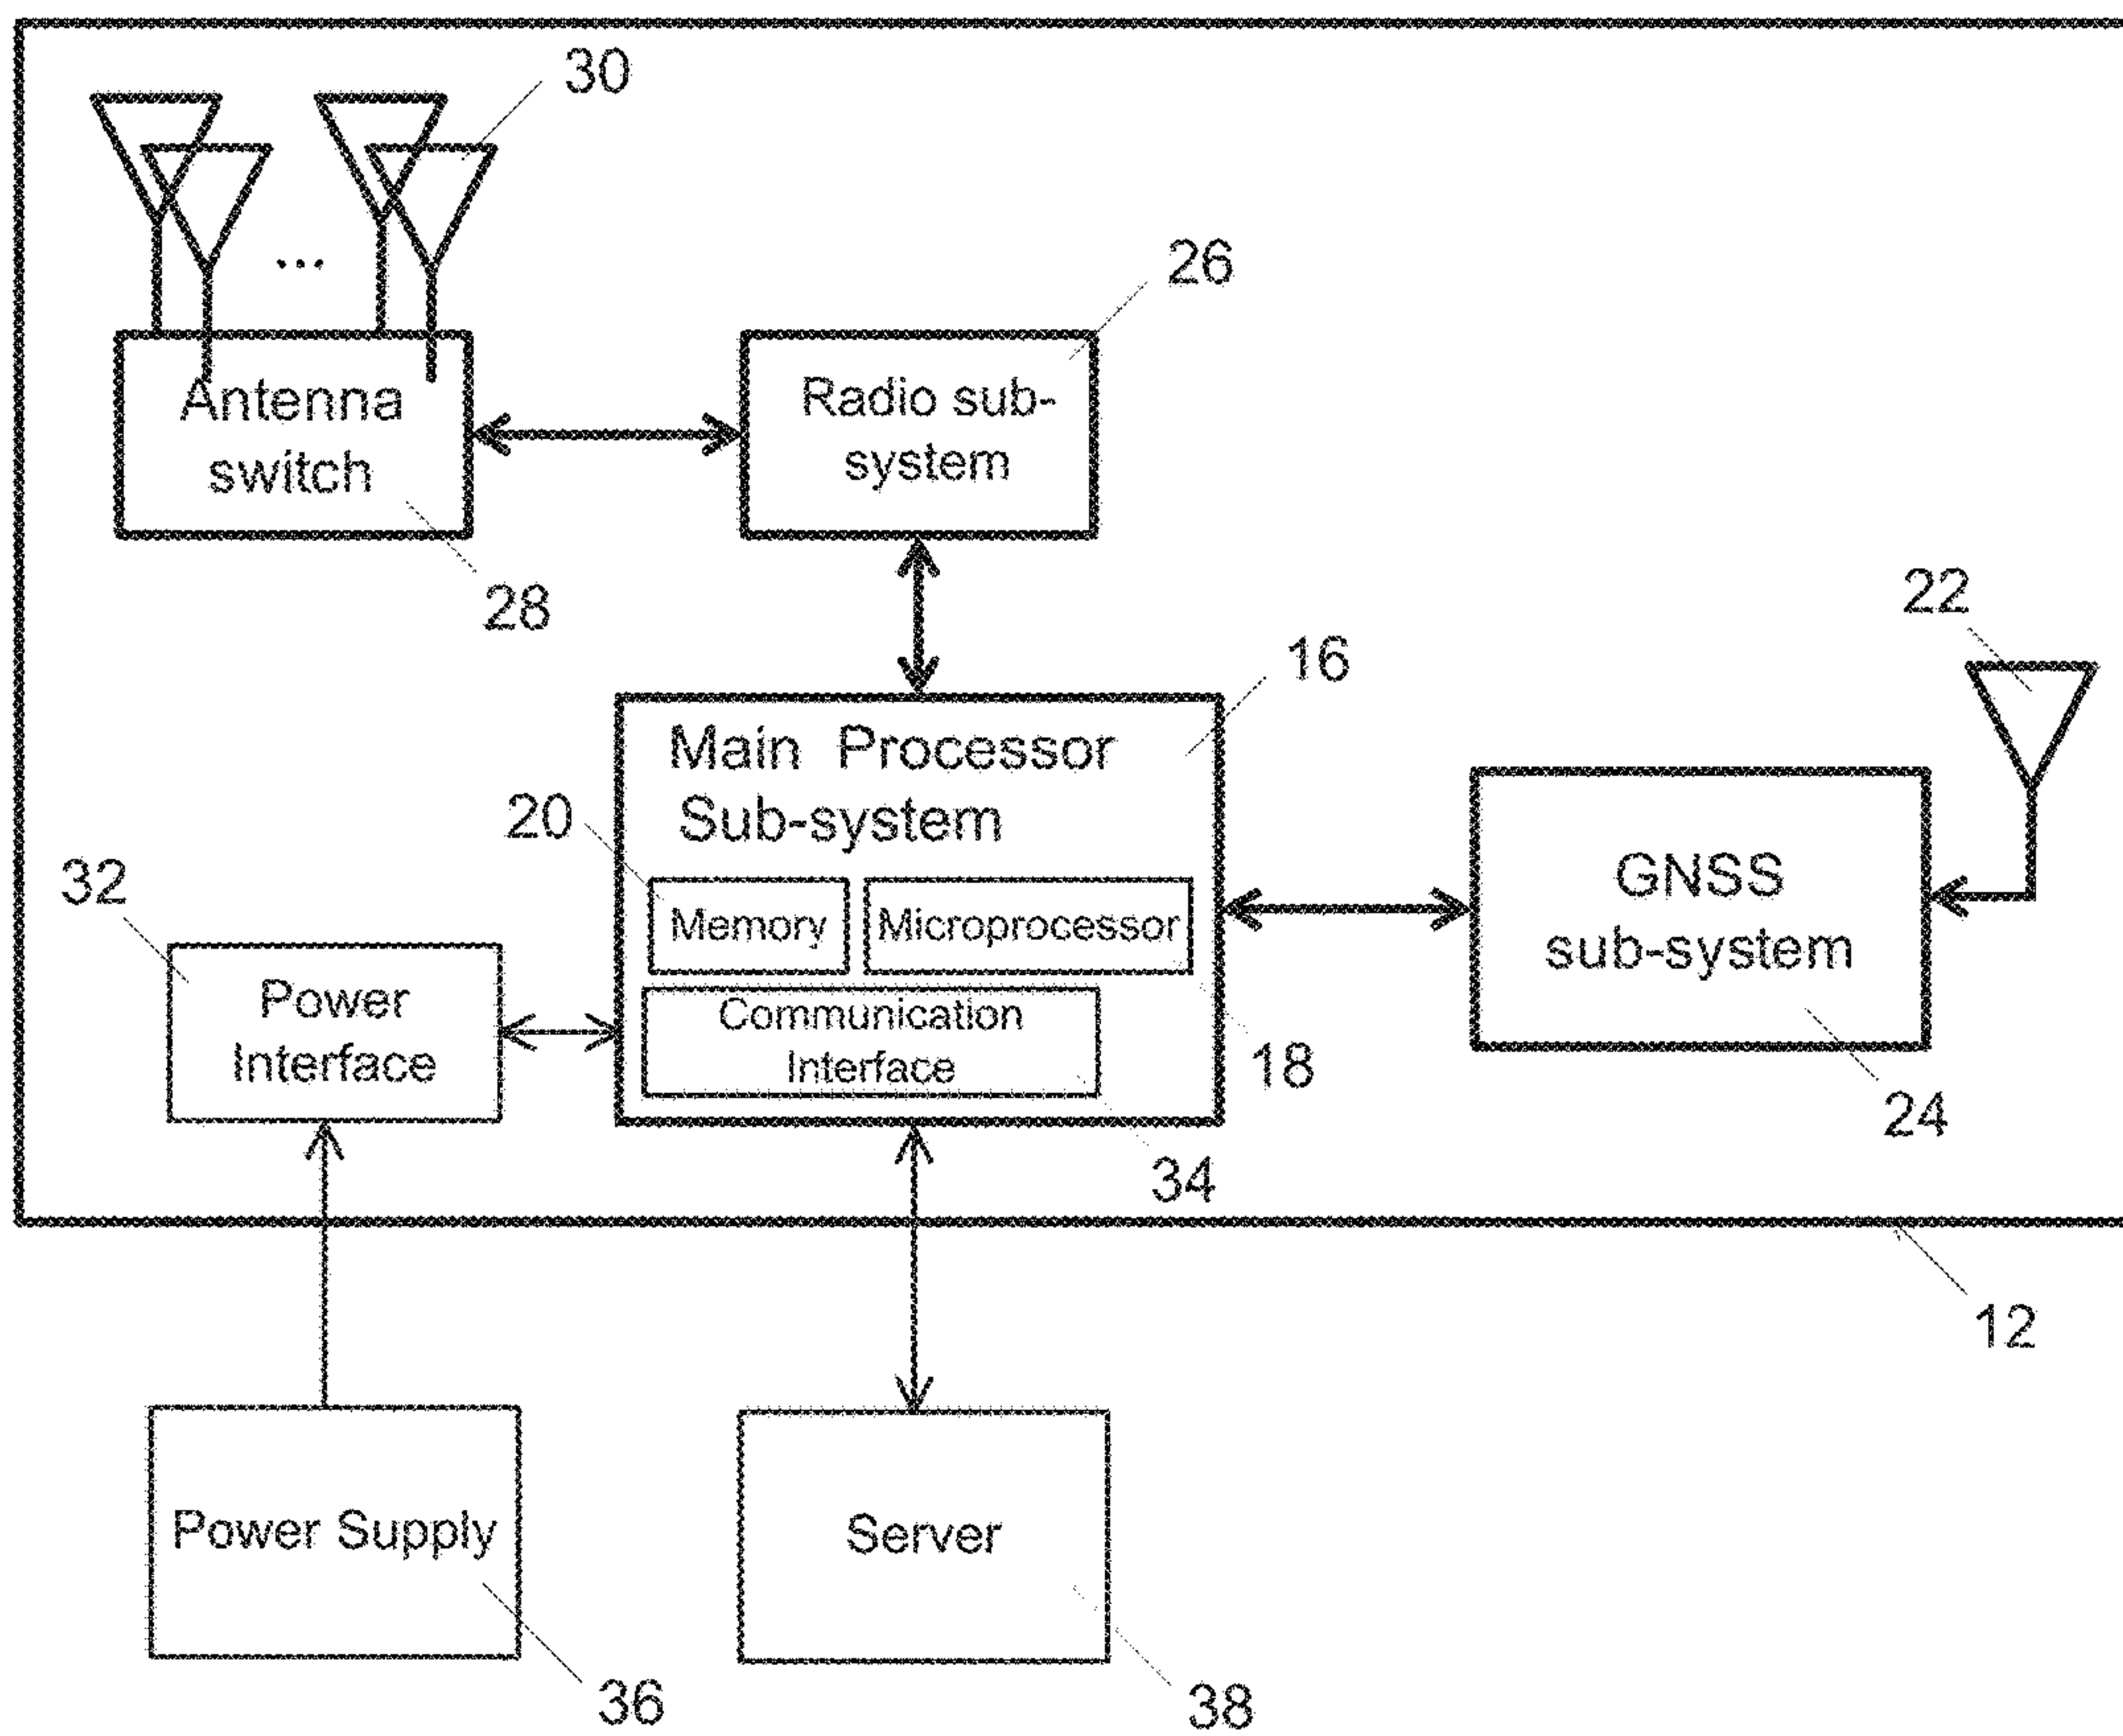 30
26
Antenna
switch
28
Radio sub-
system
22
16
Main Processor
Sub-system
20
Memory
Microprocessor
Communication
Interface
18
34
32
Power
Interface
GNSS
sub-system
24
12
Power Supply
36
Server
38
...